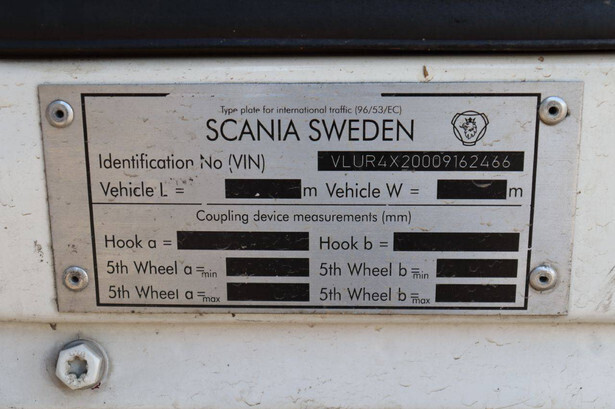 Type plate for international traffic (96/53/EC)
SCANIA SWEDEN
Identification No (VIN) VLUR4X20009162466
Vehicle L = m Vehicle W = m
Coupling device measurements (mm)
Hook a = Hook b =
5th Wheel a = min 5th Wheel b = min
5th Wheel a = max 5th Wheel b = max